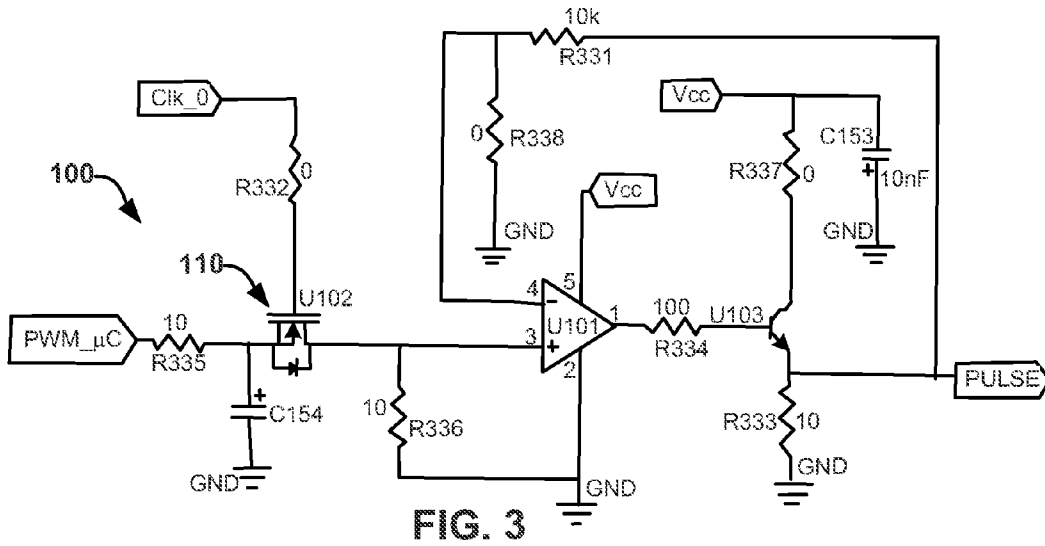 10k
R331
Clk_0
Vcc
0
R338
C153
0
R332
R337
0
10nF
100
Vcc
GND
GND
110
U102
4
5
-
U101
1
100
R334
U103
PWM_μC
10
R335
3
+
2
PULSE
+
C154
10
R336
R333
10
GND
GND
GND
FIG. 3